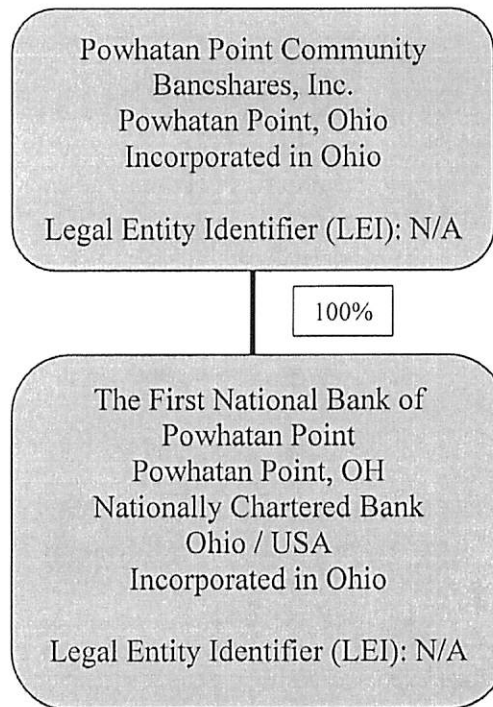 Powhatan Point Community
Bancshares, Inc.
Powhatan Point, Ohio
Incorporated in Ohio
Legal Entity Identifier (LEI): N/A
100%
The First National Bank of
Powhatan Point
Powhatan Point, OH
Nationally Chartered Bank
Ohio / USA
Incorporated in Ohio
Legal Entity Identifier (LEI): N/A